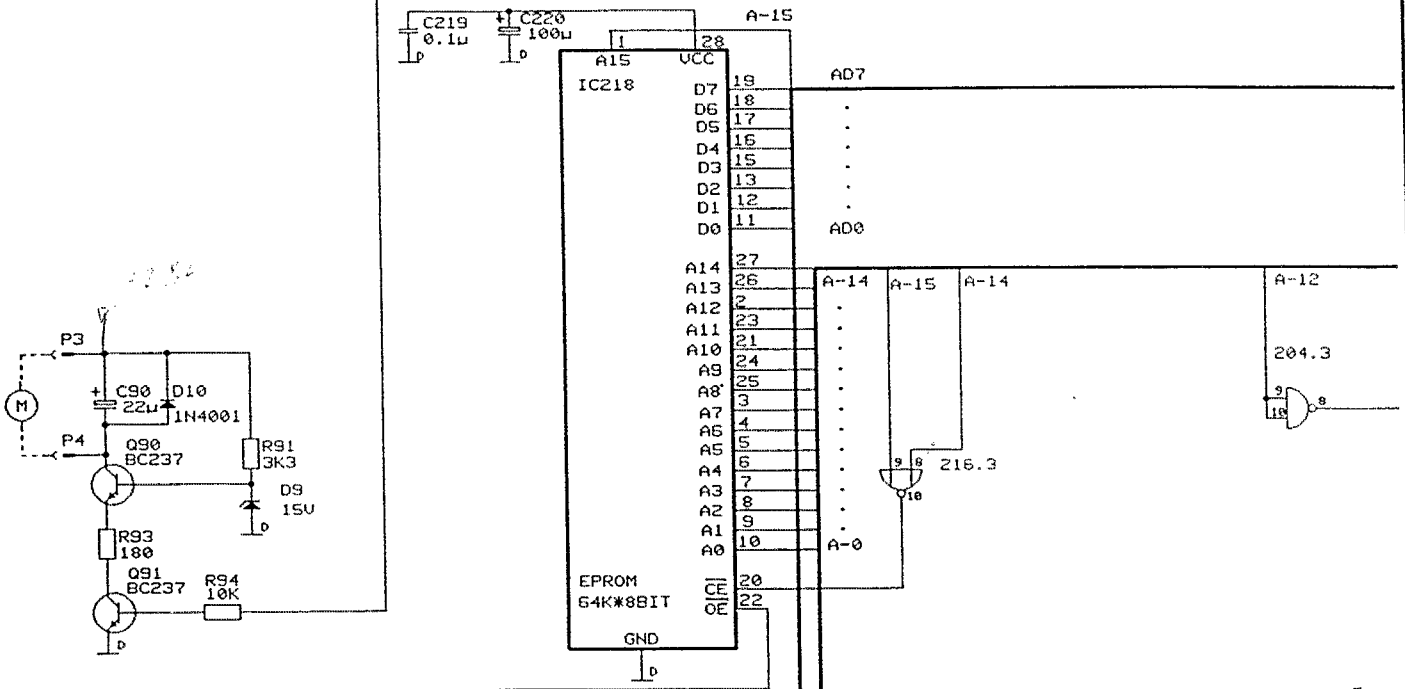 C219
0.1µ
D
+
C220
100µ
D
A-15
1
28
A15
VCC
IC218
D7 19
D6 18
D5 17
D4 16
D3 15
D2 13
D1 12
D0 11
AD7
AD0
A14 27
A13 26
A12 2
A11 23
A10 21
A9 24
A8 25
A7 3
A6 4
A5 5
A4 6
A3 7
A2 8
A1 9
A0 10
CE 20
OE 22
EPROM
64K*8BIT
GND
D
A-14
A-15
A-14
A-12
A-0
9 8
216.3
10
204.3
9
10
8
P3
M
P4
+
C90
22µ
D10
1N4001
Q90
BC237
R91
3K3
D9
15V
D
R93
180
Q91
BC237
R94
10K
D